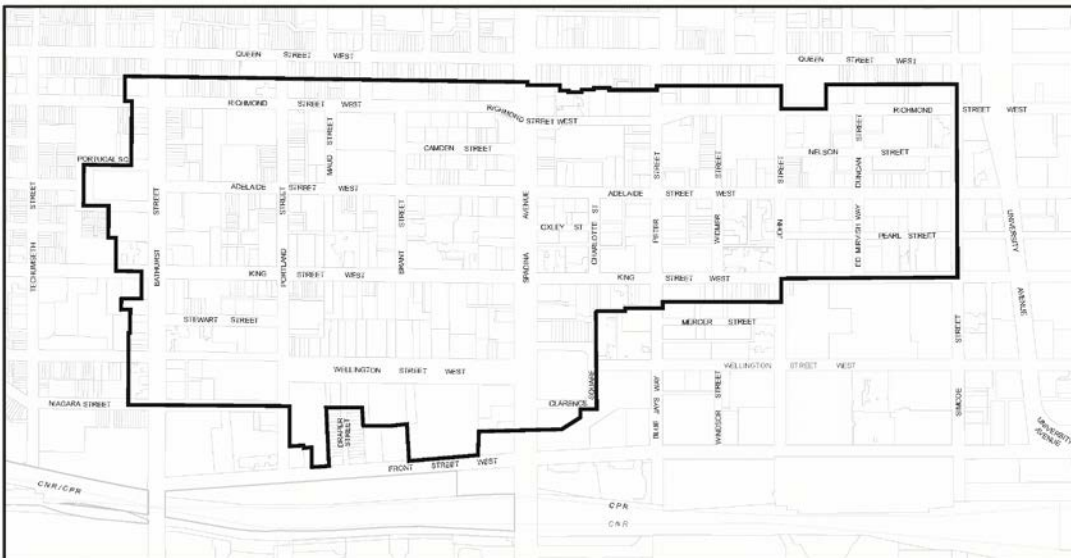 QUEEN STREET WEST
QUEEN STREET WEST
RICHMOND STREET WEST
RICHMOND STREET WEST
RICHMOND STREET WEST
MAUD STREET
CAMDEN STREET
NELSON STREET
PORTUGAL SQ
TECUMSETH STREET
BATHURST STREET
PORTLAND STREET
ADELAIDE STREET WEST
BRANT STREET
SPADINA AVENUE
OXLEY ST
CHARLOTTE ST
ADELAIDE STREET WEST
PETER STREET
WIDMER STREET
JOHN STREET
DUNCAN STREET
ED MIRVISH WAY
PEARL STREET
UNIVERSITY AVENUE
KING STREET WEST
KING STREET WEST
STEWART STREET
MERCER STREET
WELLINGTON STREET WEST
WELLINGTON STREET WEST
SIMCOE STREET
NIAGARA STREET
DRAPER STREET
CLARENCE SQUARE
BLUE JAYS WAY
WINDSOR STREET
UNIVERSITY AVENUE
FRONT STREET WEST
CNR/CPR
CPR
CNR